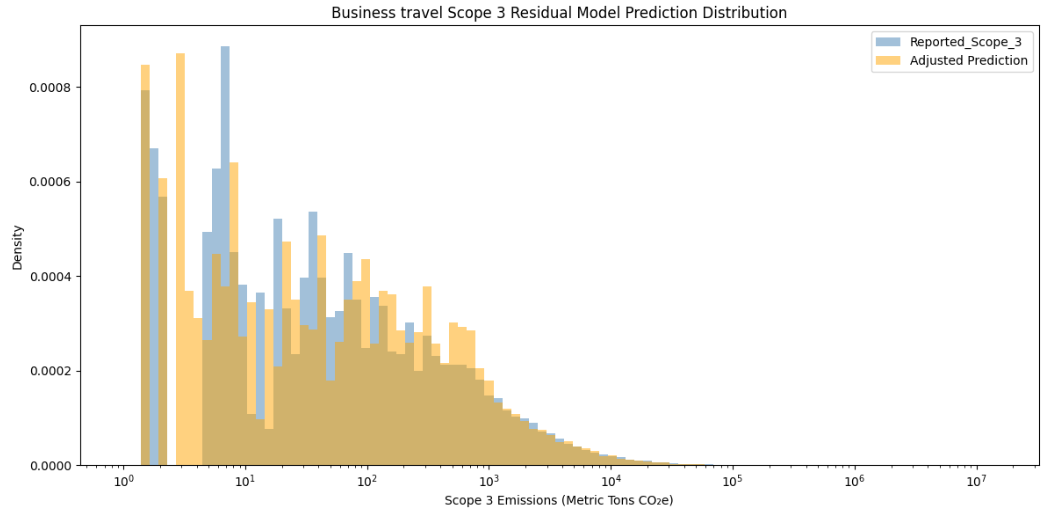 Business travel Scope 3 Residual Model Prediction Distribution
Reported_Scope_3
Adjusted Prediction
Density
0.0008
0.0006
0.0004
0.0002
0.0000
10⁰ 10¹ 10² 10³ 10⁴ 10⁵ 10⁶ 10⁷
Scope 3 Emissions (Metric Tons CO₂e)